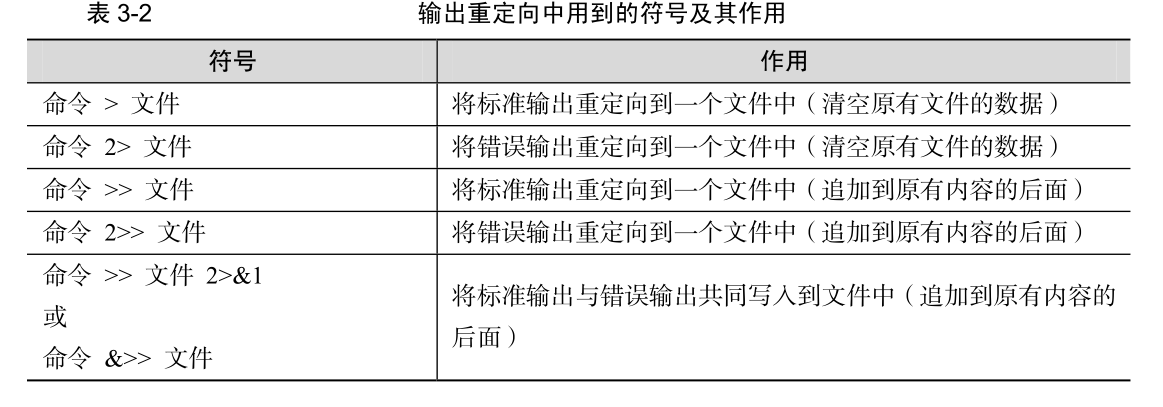 表 3-2 输出重定向中用到的符号及其作用
符号 作用
命令 > 文件 将标准输出重定向到一个文件中（清空原有文件的数据）
命令 2> 文件 将错误输出重定向到一个文件中（清空原有文件的数据）
命令 >> 文件 将标准输出重定向到一个文件中（追加到原有内容的后面）
命令 2>> 文件 将错误输出重定向到一个文件中（追加到原有内容的后面）
命令 >> 文件 2>&1
或
命令 &>> 文件
将标准输出与错误输出共同写入到文件中（追加到原有内容的
后面）